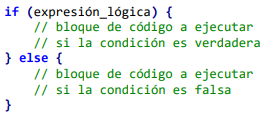 if (expresión_lógica) {
    // bloque de código a ejecutar
    // si la condición es verdadera
} else {
    // bloque de código a ejecutar
    // si la condición es falsa
}